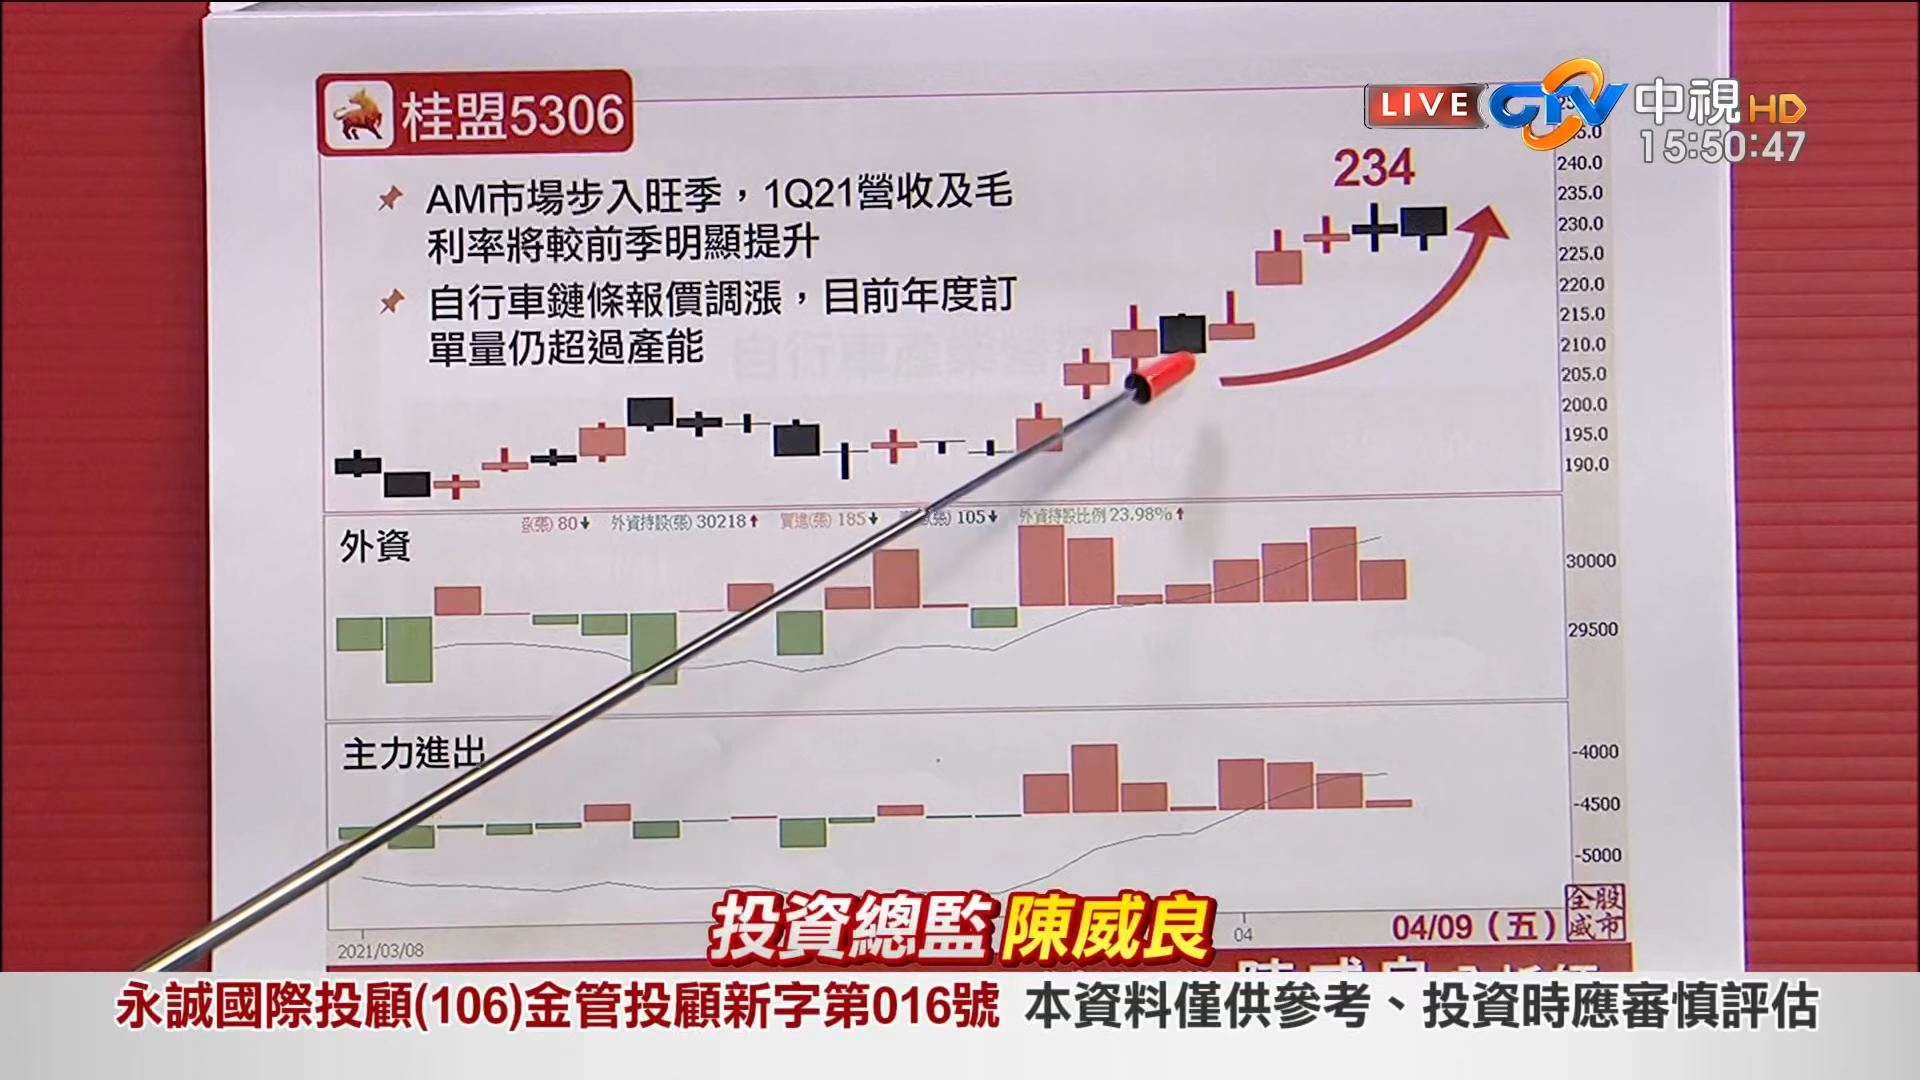 桂盟5306
LIVE CTV 中視HD
15:50:47
234
AM市場步入旺季，1Q21營收及毛
利率將較前季明顯提升
自行車鏈條報價調漲，目前年度訂
單量仍超過產能
240.0
235.0
230.0
225.0
220.0
215.0
210.0
205.0
200.0
195.0
190.0
(張) 80↓ 外資持股(張) 30218↑ 買進(張) 185↓ (張) 105↓ 外資持股比例 23.98%↑
外資
30000
29500
主力進出
-4000
-4500
-5000
2021/03/08
04
04/09（五）
全股
威市
投資總監 陳威良
永誠國際投顧(106)金管投顧新字第016號 本資料僅供參考、投資時應審慎評估